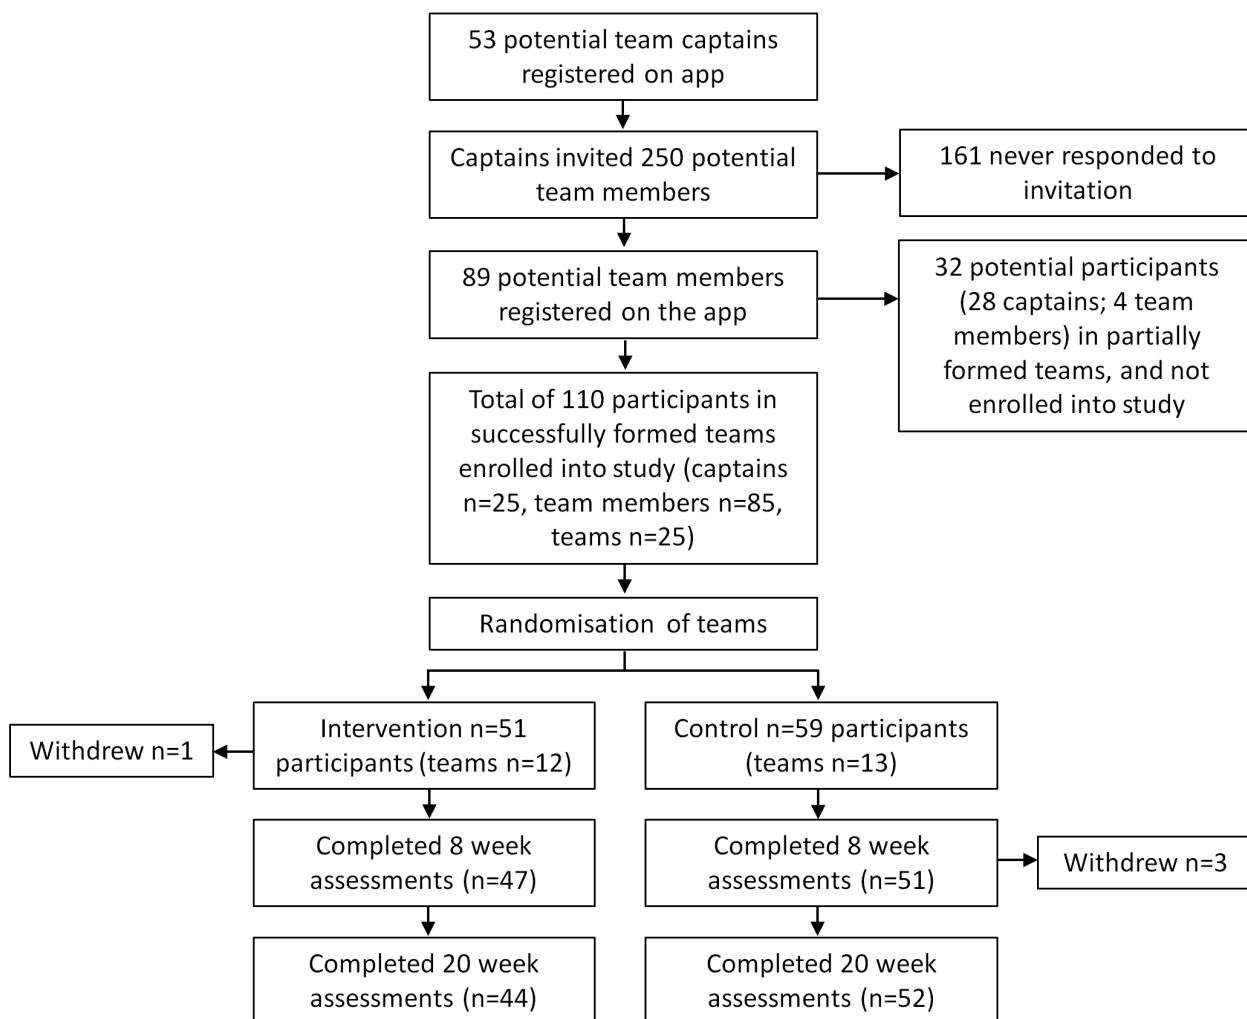 53 potential team captains
registered on app
Captains invited 250 potential
team members
161 never responded to
invitation
89 potential team members
registered on the app
32 potential participants
(28 captains; 4 team
members) in partially
formed teams, and not
enrolled into study
Total of 110 participants in
successfully formed teams
enrolled into study (captains
n=25, team members n=85,
teams n=25)
Randomisation of teams
Withdrew n=1
Intervention n=51
participants (teams n=12)
Control n=59 participants
(teams n=13)
Completed 8 week
assessments (n=47)
Completed 8 week
assessments (n=51)
Withdrew n=3
Completed 20 week
assessments (n=44)
Completed 20 week
assessments (n=52)